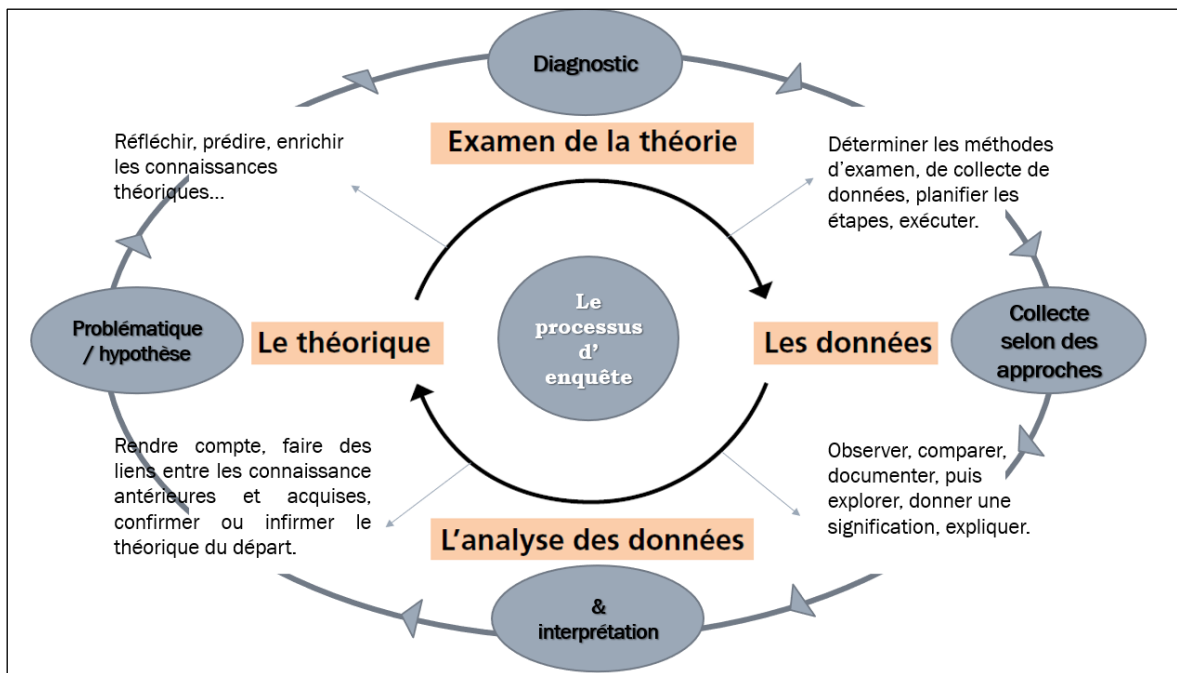 Diagnostic
Examen de la théorie
Réfléchir, prédire, enrichir
les connaissances
théoriques...
Déterminer les méthodes
d'examen, de collecte de
données, planifier les
étapes, exécuter.
Problématique
/ hypothèse
Le théorique
Le
processus
d'
enquête
Les données
Collecte
selon des
approches
Rendre compte, faire des
liens entre les connaissance
antérieures et acquises,
confirmer ou infirmer le
théorique du départ.
Observer, comparer,
documenter, puis
explorer, donner une
signification, expliquer.
L'analyse des données
&
interprétation